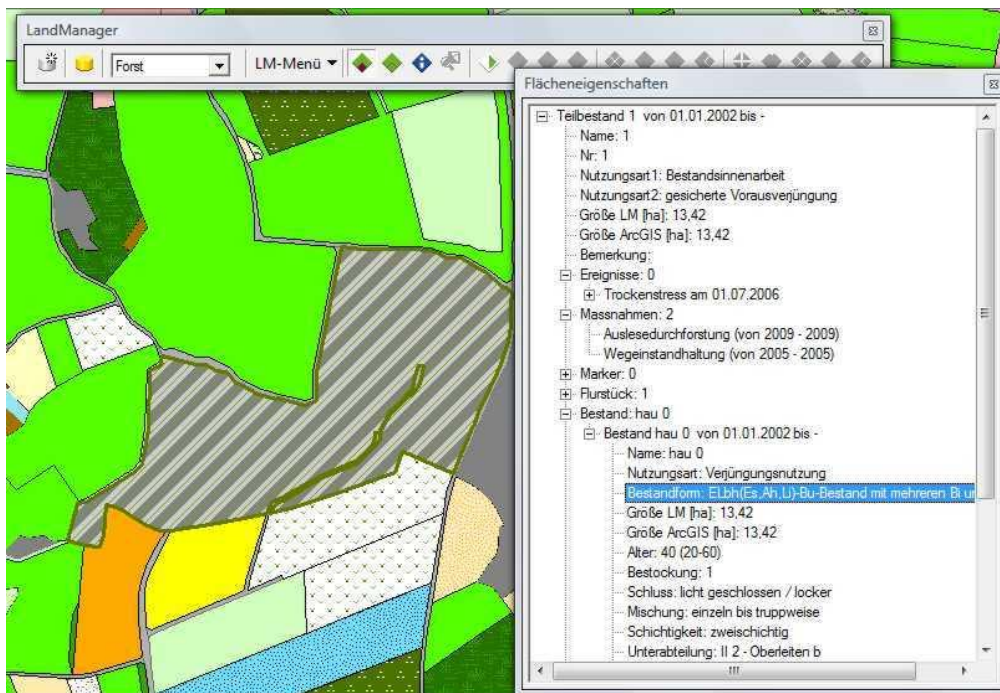 LandManager
Forst
LM-Menü
Flächeneigenschaften
Teilbestand 1 von 01.01.2002 bis -
Name: 1
Nr: 1
Nutzungsart1: Bestandsinnenarbeit
Nutzungsart2: gesicherte Vorausverjüngung
Größe LM [ha]: 13,42
Größe ArcGIS [ha]: 13,42
Bemerkung:
Ereignisse: 0
Trockenstress am 01.07.2006
Massnahmen: 2
Auslesedurchforstung (von 2009 - 2009)
Wegeinstandhaltung (von 2005 - 2005)
Marker: 0
Flurstück: 1
Bestand: hau 0
Bestand hau 0 von 01.01.2002 bis -
Name: hau 0
Nutzungsart: Verjüngungsnutzung
Bestandform: ELbh(Es,Ah,Li)-Bu-Bestand mit mehreren Bi
Größe LM [ha]: 13,42
Größe ArcGIS [ha]: 13,42
Alter: 40 (20-60)
Bestockung: 1
Schluss: licht geschlossen / locker
Mischung: einzeln bis truppweise
Schichtigkeit: zweischichtig
Unterabteilung: II 2 - Oberleiten b